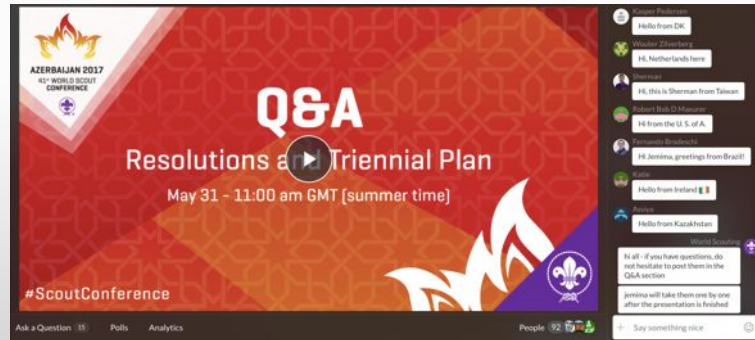 AZERBAIJAN 2017
41st WORLD SCOUT
CONFERENCE
Q&A
Resolutions and Triennial Plan
May 31 - 11:00 am GMT (summer time)
#ScoutConference
Ask a Question 15
Polls
Analytics
People 92
Kasper Pedersen
Hello from DK
Wouter Zilverberg
Hi, Netherlands here
Sherman
Hi, this is Sherman from Taiwan
Robert Bob D Maxurer
Hi from the U. S. of A.
Fernando Bradeschi
Hi Jemima, greetings from Brazil!
Katie
Hello from Ireland 🇮🇪
Hello from Kazakhstan
World Scouting
hi all - if you have questions, do
not hesitate to post them in the
Q&A section
jemima will take them one by one
after the presentation is finished
+ Say something nice